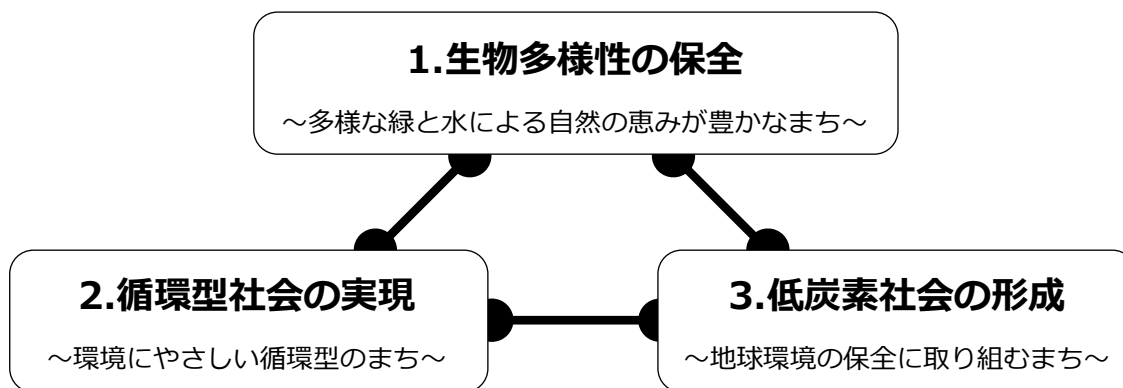 1.生物多様性の保全
～多様な緑と水による自然の恵みが豊かなまち～
2.循環型社会の実現
～環境にやさしい循環型のまち～
3.低炭素社会の形成
～地球環境の保全に取り組むまち～